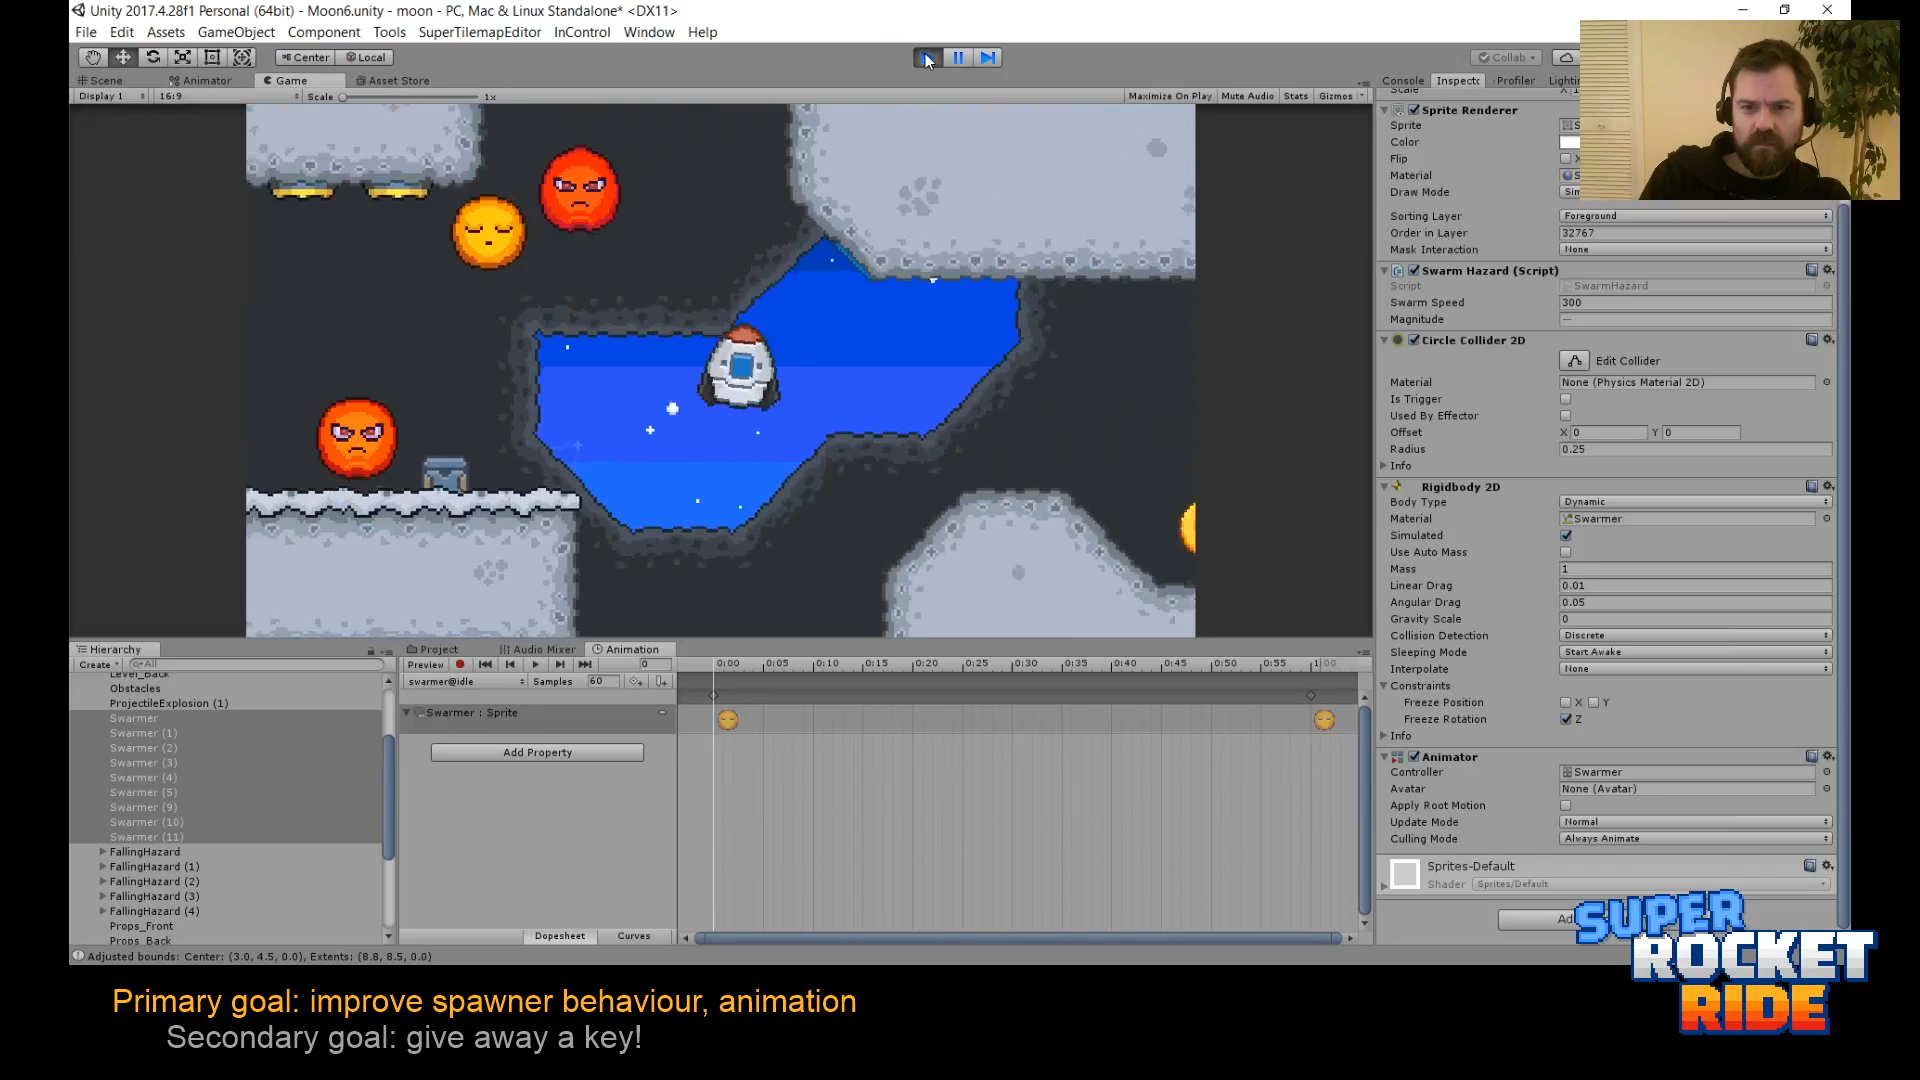 Unity 2017.4.28f1 Personal (64bit) - Moon6.unity - moon - PC, Mac & Linux Standalone* <DX11>
File Edit Assets GameObject Component Tools SuperTilemapEditor InControl Window Help
Center Local Collab
Scene Animator Game Asset Store Console Inspecto Profiler Lightin
Display 1 16:9 Scale 1x Maximize On Play Mute Audio Stats Gizmos
Sprite Renderer
Sprite
Color
Flip
Material
Draw Mode Sim
Sorting Layer Foreground
Order in Layer 32767
Mask Interaction None
Swarm Hazard (Script)
Script SwarmHazard
Swarm Speed 300
Magnitude —
Circle Collider 2D
Edit Collider
Material None (Physics Material 2D)
Is Trigger
Used By Effector
Offset X 0 Y 0
Radius 0.25
Info
Rigidbody 2D
Body Type Dynamic
Material Swarmer
Simulated
Use Auto Mass
Mass 1
Linear Drag 0.01
Angular Drag 0.05
Gravity Scale 0
Collision Detection Discrete
Sleeping Mode Start Awake
Interpolate None
Constraints
Freeze Position X Y
Freeze Rotation Z
Info
Animator
Controller Swarmer
Avatar None (Avatar)
Apply Root Motion
Update Mode Normal
Culling Mode Always Animate
Sprites-Default
Shader Sprites/Default
Hierarchy
Create All
Level_Back
Obstacles
ProjectileExplosion (1)
Swarmer
Swarmer (1)
Swarmer (2)
Swarmer (3)
Swarmer (4)
Swarmer (5)
Swarmer (9)
Swarmer (10)
Swarmer (11)
FallingHazard
FallingHazard (1)
FallingHazard (2)
FallingHazard (3)
FallingHazard (4)
Props_Front
Props_Back
Project Audio Mixer Animation
Preview 0 0:00 0:05 0:10 0:15 0:20 0:25 0:30 0:35 0:40 0:45 0:50 0:55 1:00
swarmer@idle Samples 60
Swarmer : Sprite
Add Property
Dopesheet Curves
Adjusted bounds: Center: (3.0, 4.5, 0.0), Extents: (8.8, 8.5, 0.0)
Primary goal: improve spawner behaviour, animation
Secondary goal: give away a key!
SUPER
ROCKET
RIDE